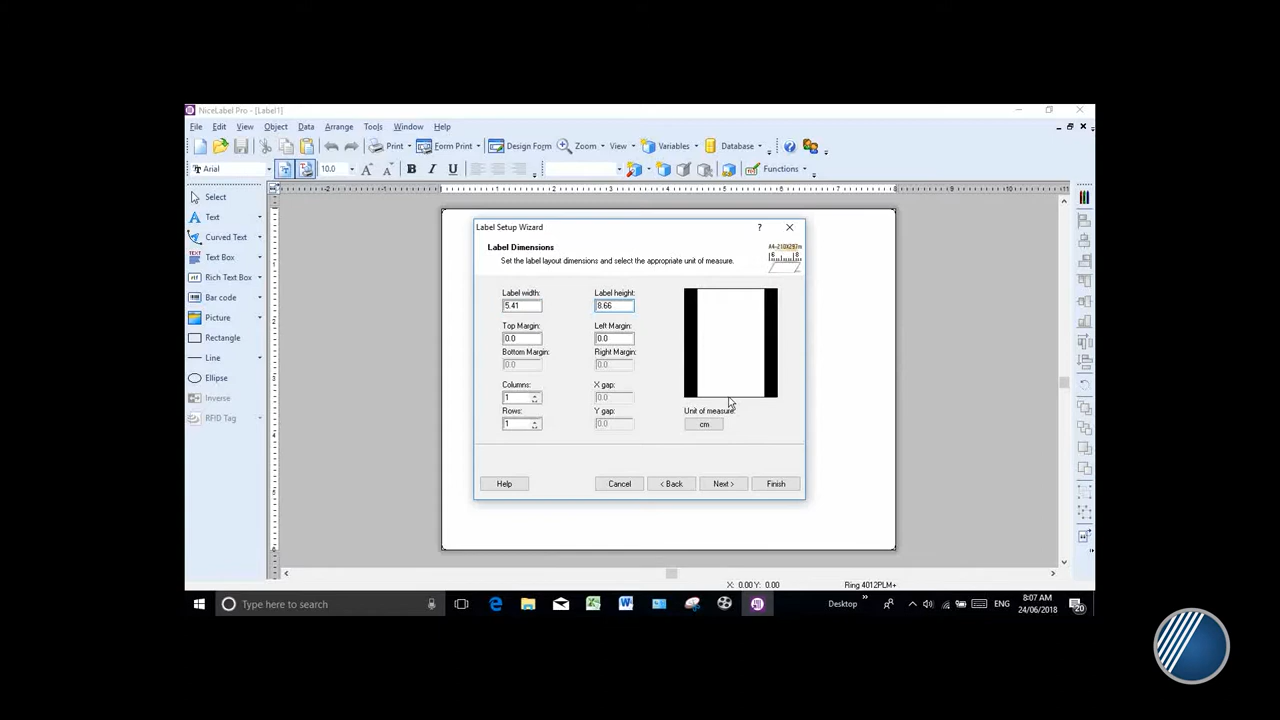 NiceLabel Pro - [Label1]
File Edit View Object Data Arrange Tools Window Help
Print Form Print Design Form Zoom View Variables Database
Arial 10.0 B I U Functions
Select
Text
Curved Text
Text Box
Rich Text Box
Bar code
Picture
Rectangle
Line
Ellipse
Inverse
RFID Tag
Label Setup Wizard ?
Label Dimensions
Set the label layout dimensions and select the appropriate unit of measure.
Label width: Label height:
5.41 8.66
Top Margin: Left Margin:
0.0 0.0
Bottom Margin: Right Margin:
0.0 0.0
Columns: X gap:
1 0.0
Rows: Y gap: Unit of measure:
1 0.0 cm
Help Cancel < Back Next > Finish
X: 0.00 Y: 0.00 Ring 4012PLM+
Type here to search Desktop ENG 8:07 AM
24/06/2018 20